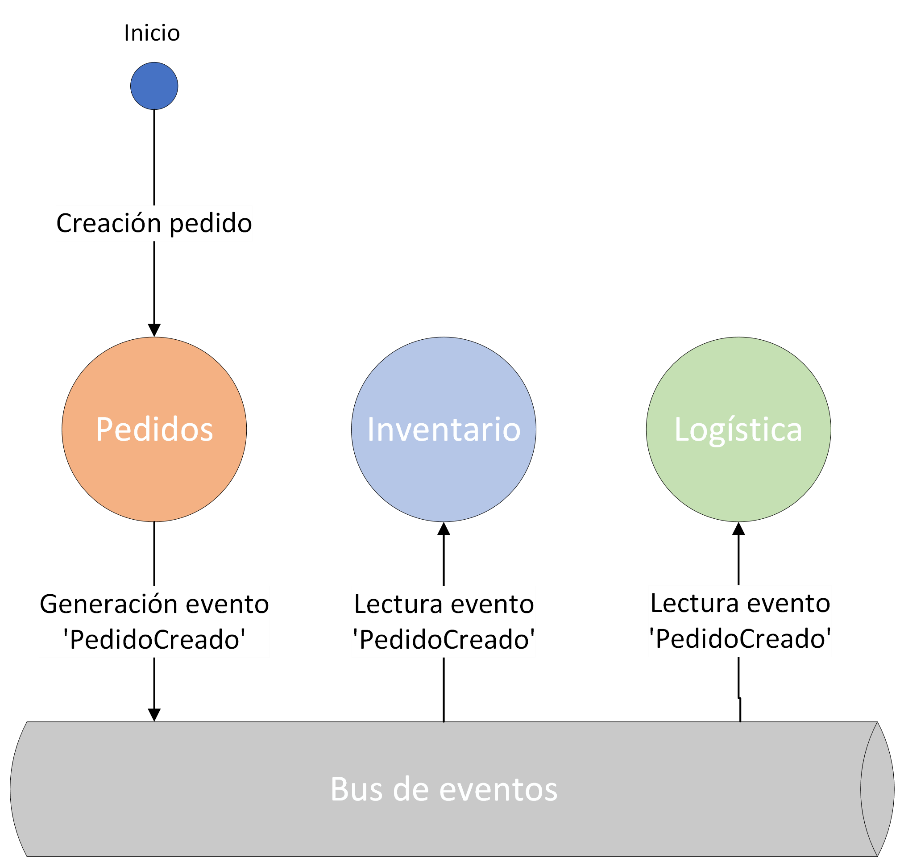 Inicio
Creación pedido
Pedidos
Inventario
Logística
Generación evento
'PedidoCreado'
Lectura evento
'PedidoCreado'
Lectura evento
'PedidoCreado'
Bus de eventos